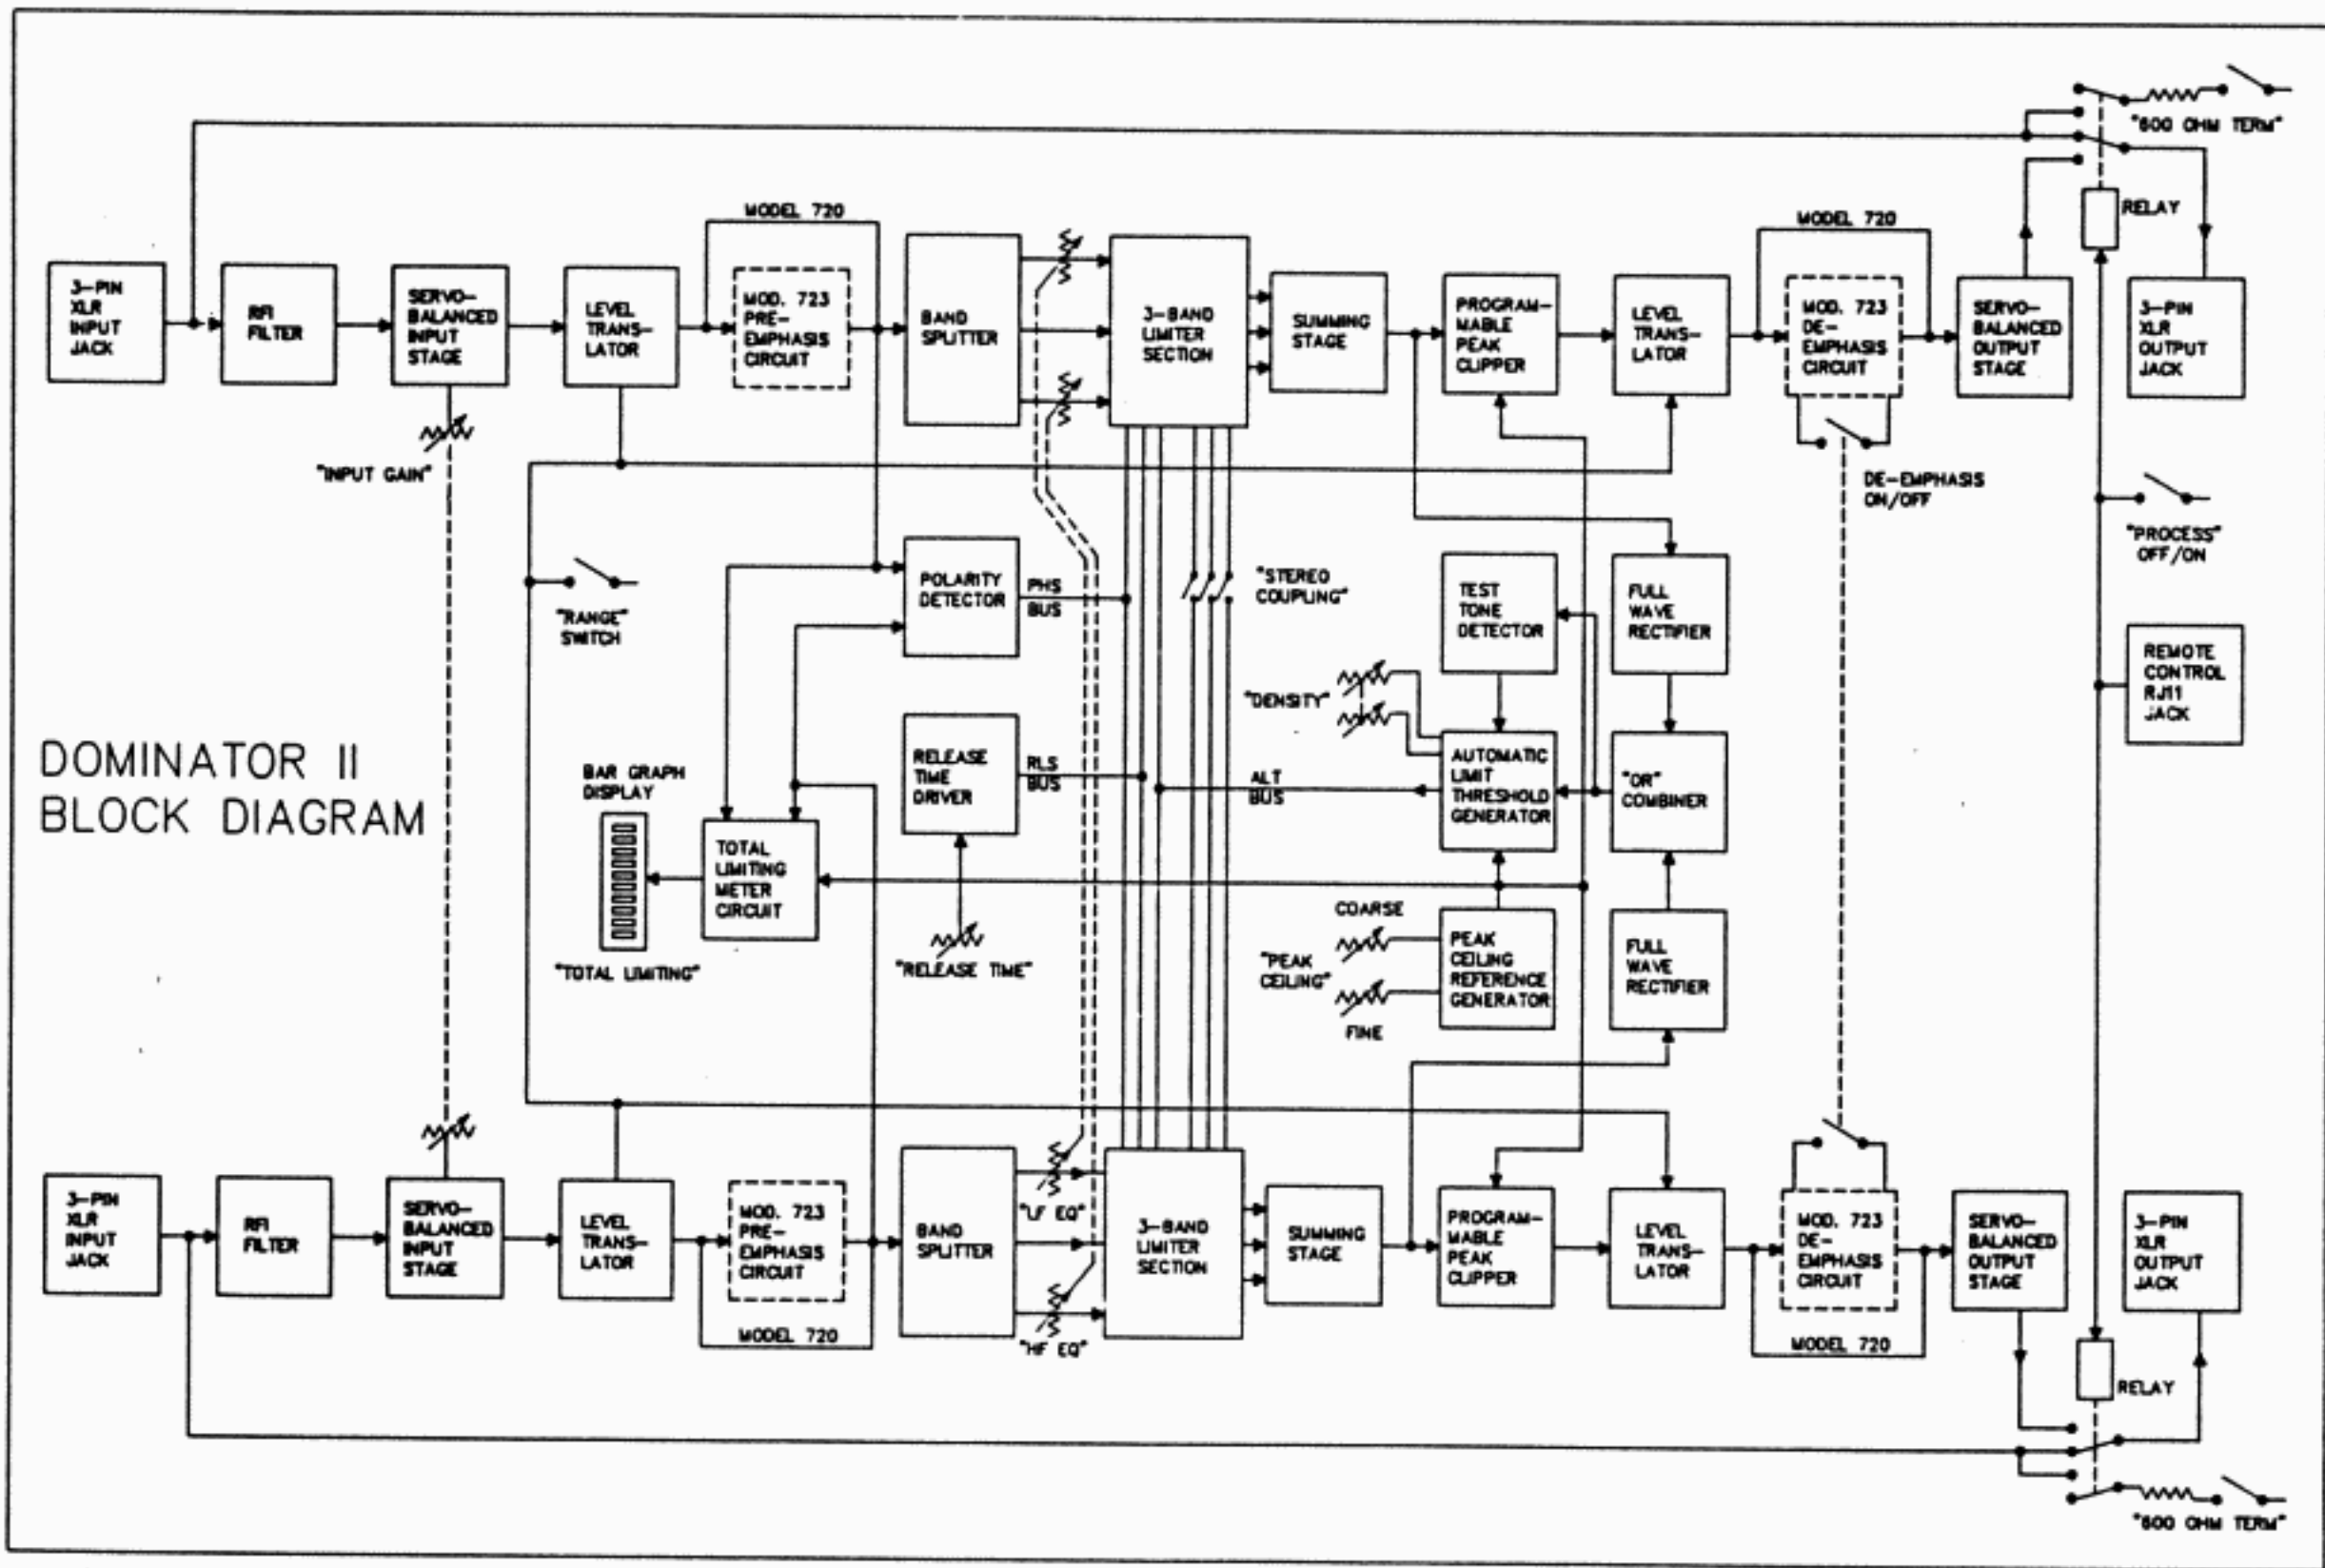 "600 OHM TERM"
RELAY
MODEL 720
MODEL 720
3-PIN
XLR
INPUT
JACK
RFI
FILTER
SERVO-
BALANCED
INPUT
STAGE
LEVEL
TRANS-
LATOR
MOD. 723
PRE-
EMPHASIS
CIRCUIT
BAND
SPLITTER
3-BAND
LIMITER
SECTION
SUMMING
STAGE
PROGRAM-
MABLE
PEAK
CLIPPER
LEVEL
TRANS-
LATOR
MOD. 723
DE-
EMPHASIS
CIRCUIT
SERVO-
BALANCED
OUTPUT
STAGE
3-PIN
XLR
OUTPUT
JACK
"INPUT GAIN"
DE-EMPHASIS
ON/OFF
"PROCESS"
OFF/ON
"RANGE"
SWITCH
POLARITY
DETECTOR
PHS
BUS
"STEREO
COUPLING"
TEST
TONE
DETECTOR
FULL
WAVE
RECTIFIER
REMOTE
CONTROL
RJ11
JACK
"DENSITY"
DOMINATOR II
BLOCK DIAGRAM
BAR GRAPH
DISPLAY
RELEASE
TIME
DRIVER
RLS
BUS
ALT
BUS
AUTOMATIC
LIMIT
THRESHOLD
GENERATOR
"OR"
COMBINER
TOTAL
LIMITING
METER
CIRCUIT
"TOTAL LIMITING"
"RELEASE TIME"
COARSE
"PEAK
CEILING"
FINE
PEAK
CEILING
REFERENCE
GENERATOR
FULL
WAVE
RECTIFIER
3-PIN
XLR
INPUT
JACK
RFI
FILTER
SERVO-
BALANCED
INPUT
STAGE
LEVEL
TRANS-
LATOR
MOD. 723
PRE-
EMPHASIS
CIRCUIT
MODEL 720
BAND
SPLITTER
"LF EQ"
"HF EQ"
3-BAND
LIMITER
SECTION
SUMMING
STAGE
PROGRAM-
MABLE
PEAK
CLIPPER
LEVEL
TRANS-
LATOR
MOD. 723
DE-
EMPHASIS
CIRCUIT
MODEL 720
SERVO-
BALANCED
OUTPUT
STAGE
3-PIN
XLR
OUTPUT
JACK
RELAY
"600 OHM TERM"